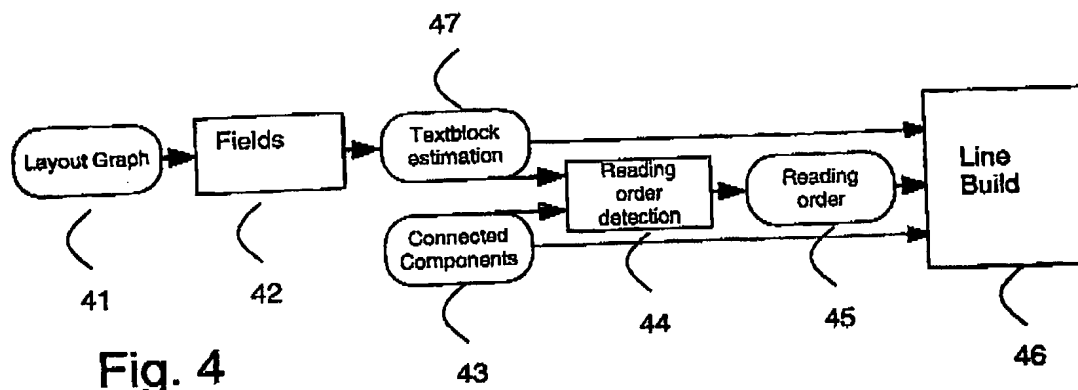 47
Layout Graph
Fields
Textblock
estimation
Reading
order
detection
Reading
order
Line
Build
Connected
Components
41
42
43
44
45
46
Fig. 4